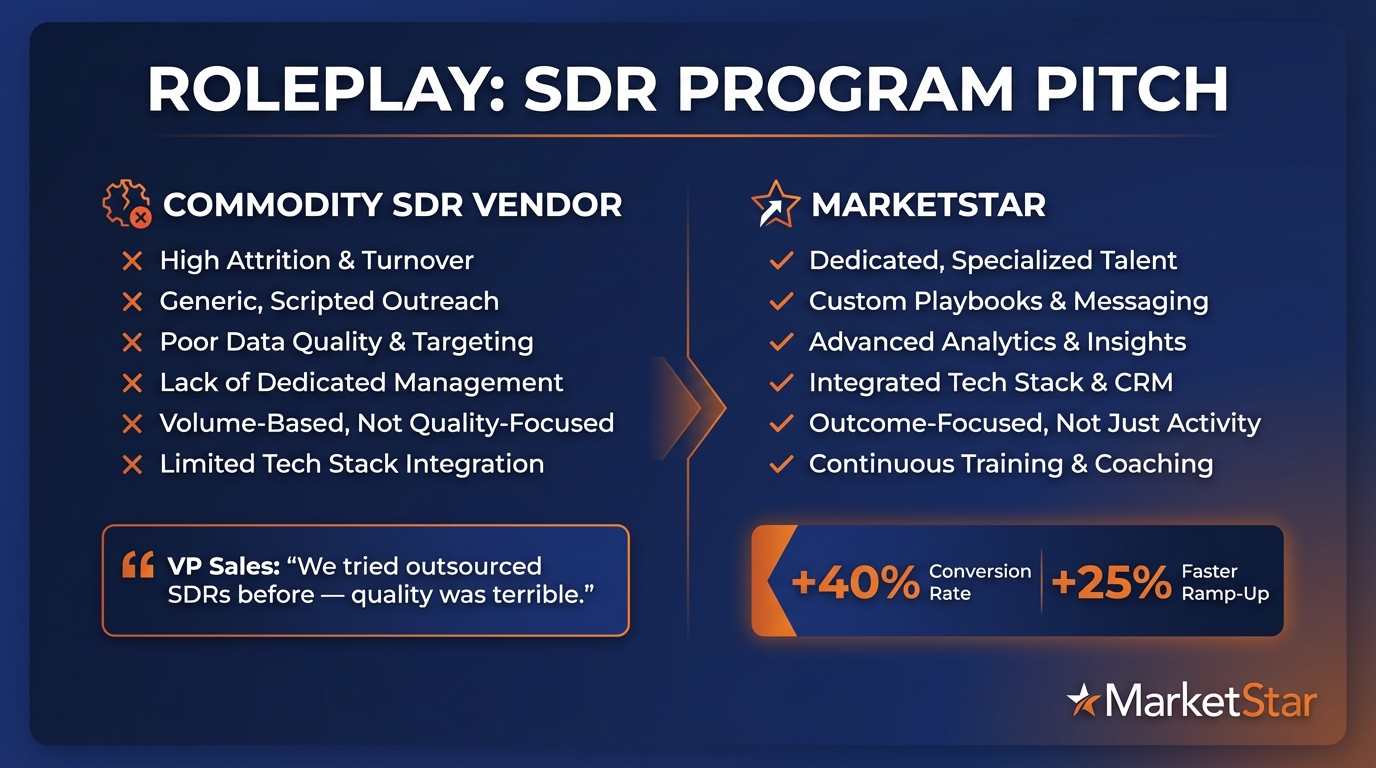 ROLEPLAY: SDR PROGRAM PITCH
COMMODITY SDR VENDOR
High Attrition & Turnover
Generic, Scripted Outreach
Poor Data Quality & Targeting
Lack of Dedicated Management
Volume-Based, Not Quality-Focused
Limited Tech Stack Integration
VP Sales: “We tried outsourced
SDRs before — quality was terrible.”
MARKETSTAR
Dedicated, Specialized Talent
Custom Playbooks & Messaging
Advanced Analytics & Insights
Integrated Tech Stack & CRM
Outcome-Focused, Not Just Activity
Continuous Training & Coaching
+40% Conversion
Rate
+25% Faster
Ramp-Up
MarketStar